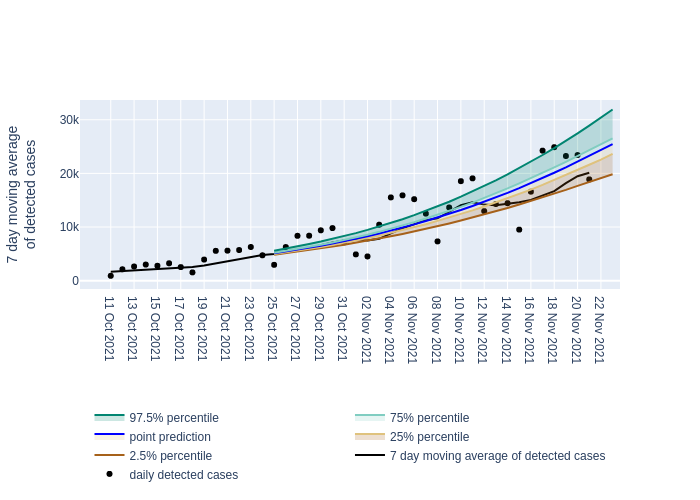 7 day moving average
of detected cases
30k
20k
10k
0
11 Oct 2021
13 Oct 2021
15 Oct 2021
17 Oct 2021
19 Oct 2021
21 Oct 2021
23 Oct 2021
25 Oct 2021
27 Oct 2021
29 Oct 2021
31 Oct 2021
02 Nov 2021
04 Nov 2021
06 Nov 2021
08 Nov 2021
10 Nov 2021
12 Nov 2021
14 Nov 2021
16 Nov 2021
18 Nov 2021
20 Nov 2021
22 Nov 2021
97.5% percentile
75% percentile
point prediction
25% percentile
2.5% percentile
7 day moving average of detected cases
daily detected cases